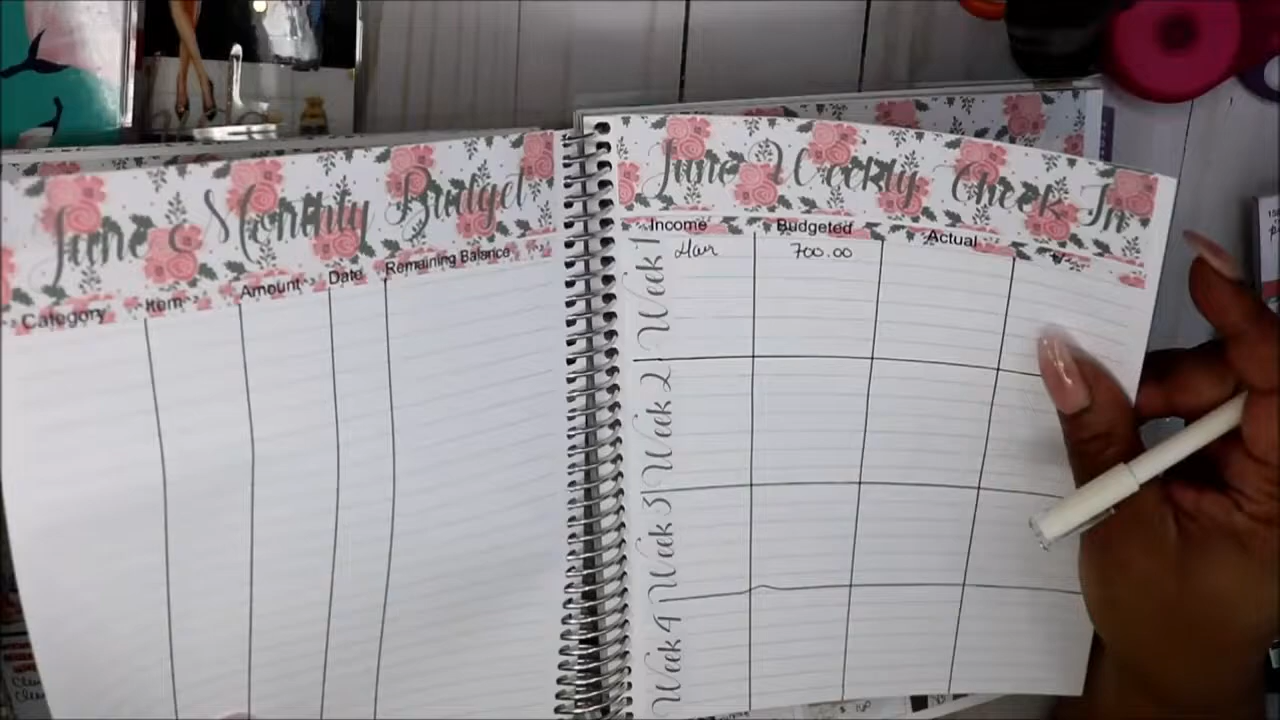 June Monthly Budget
Category Item Amount Date Remaining Balance
June Weekly Check In
Income Budgeted Actual
Week 1 Hair 700.00
Week 2
Week 3
Week 4